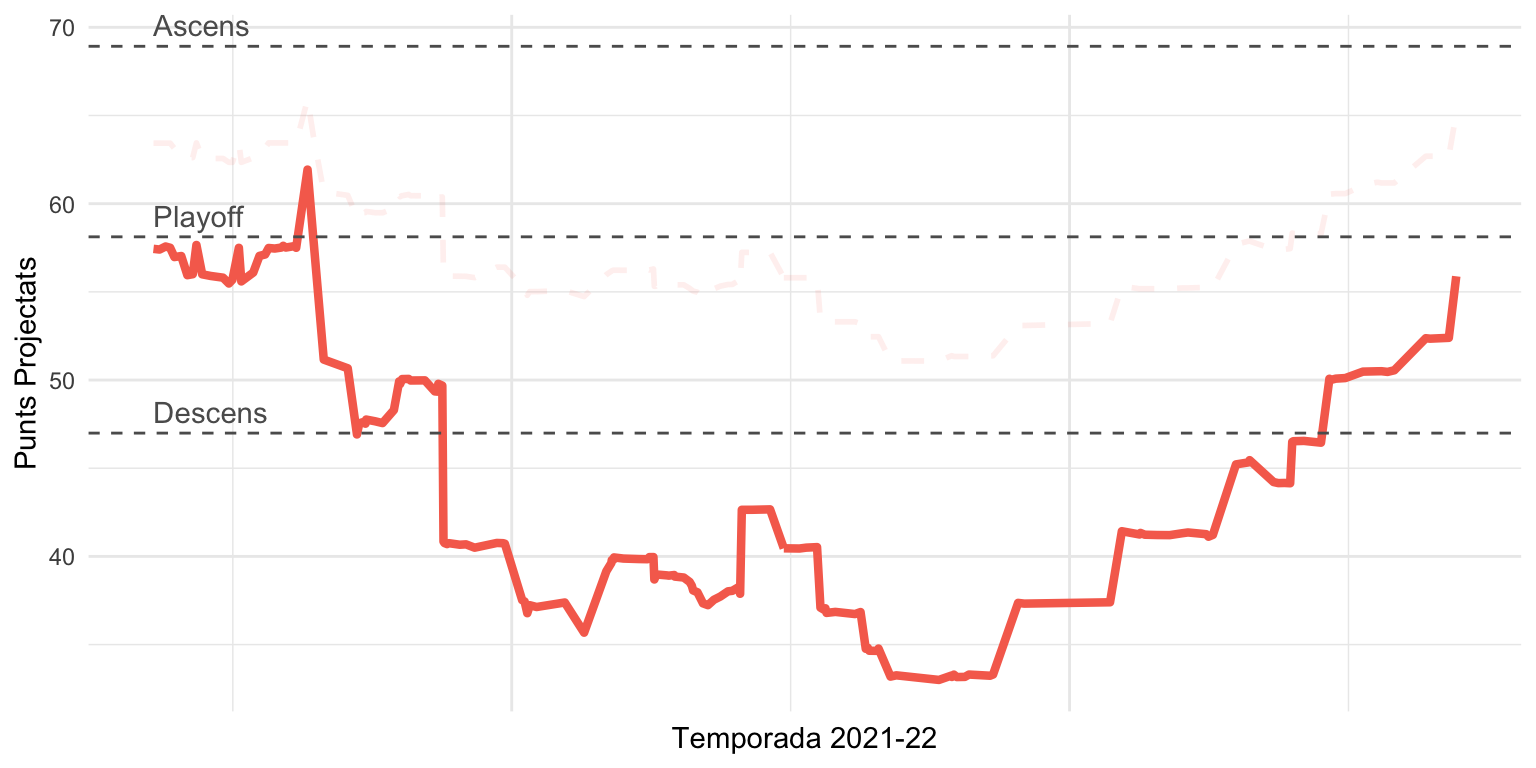 Ascens
70
60
Playoff
50
Descens
40
Punts Projectats
Temporada 2021-22